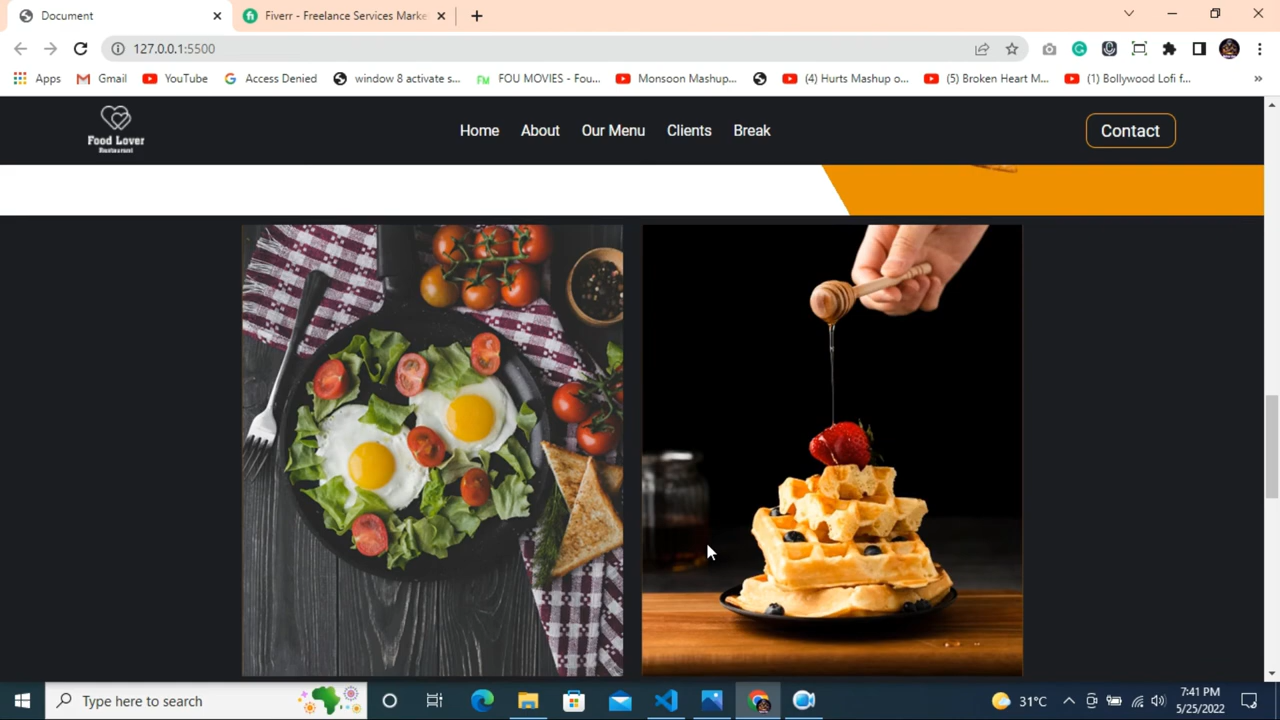 Document
Fiverr - Freelance Services Marke
127.0.0.1:5500
Apps
Gmail
YouTube
Access Denied
window 8 activate s...
FOU MOVIES - Fou...
Monsoon Mashup...
(4) Hurts Mashup o...
(5) Broken Heart M...
(1) Bollywood Lofi f...
»
Food Lover
Restaurant
Home
About
Our Menu
Clients
Break
Contact
Type here to search
31°C
7:41 PM
5/25/2022